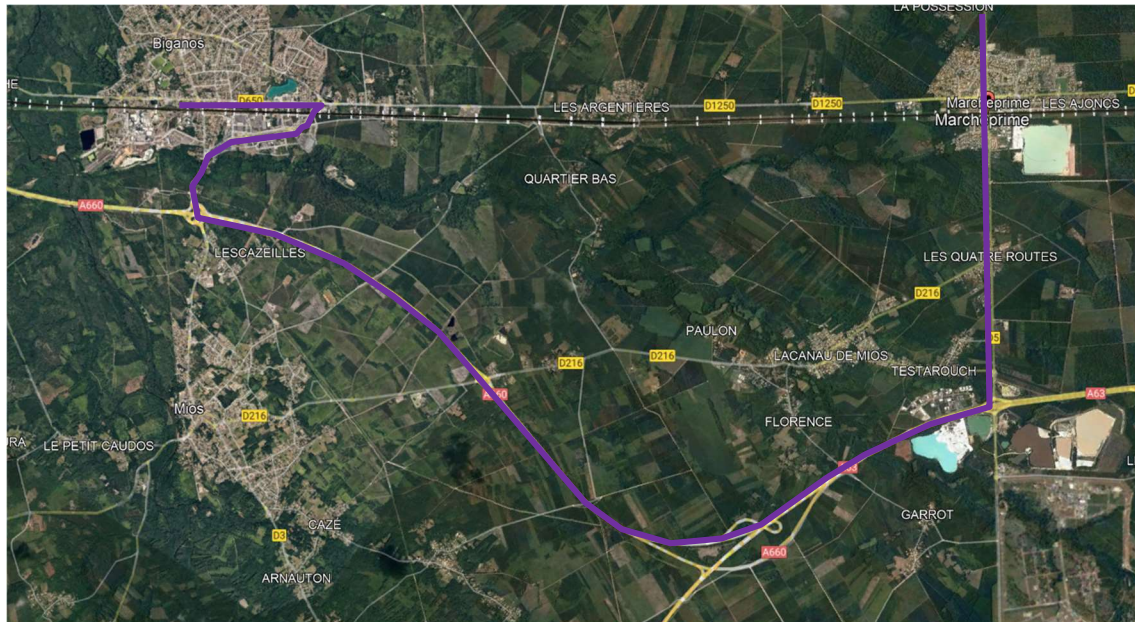 LA POSSESSION
Biganos
HE
D650
D1250
D1250
D
LES ARGENTIERES
Marcheprime
LES AJONCS
Marcheprime
QUARTIER BAS
A660
LESCAZEILLES
LES QUATRE ROUTES
D216
PAULON
D216
D216
LACANAU DE MIOS
TESTAROUCH
A63
Mios
D216
LE PETIT CAUDOS
FLORENCE
GARROT
CAZE
D3
A660
ARNAUTON